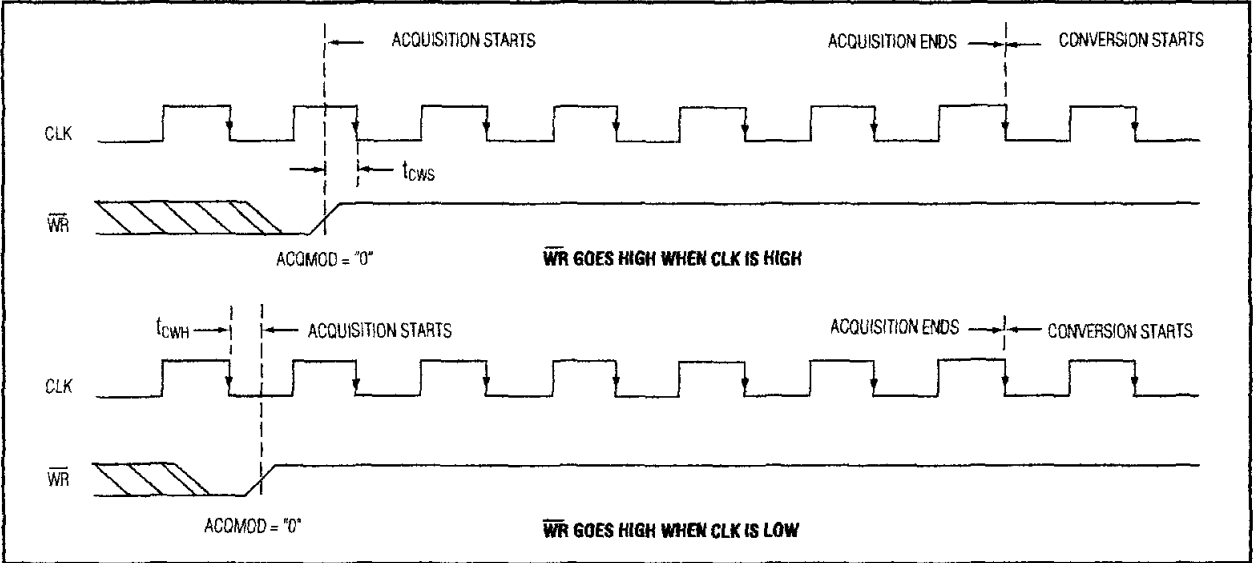 ACQUISITION STARTS
ACQUISITION ENDS
CONVERSION STARTS
CLK
tCWS
WR
ACQMOD = "0"
WR GOES HIGH WHEN CLK IS HIGH
tCWH
ACQUISITION STARTS
ACQUISITION ENDS
CONVERSION STARTS
CLK
WR
ACQMOD = "0"
WR GOES HIGH WHEN CLK IS LOW